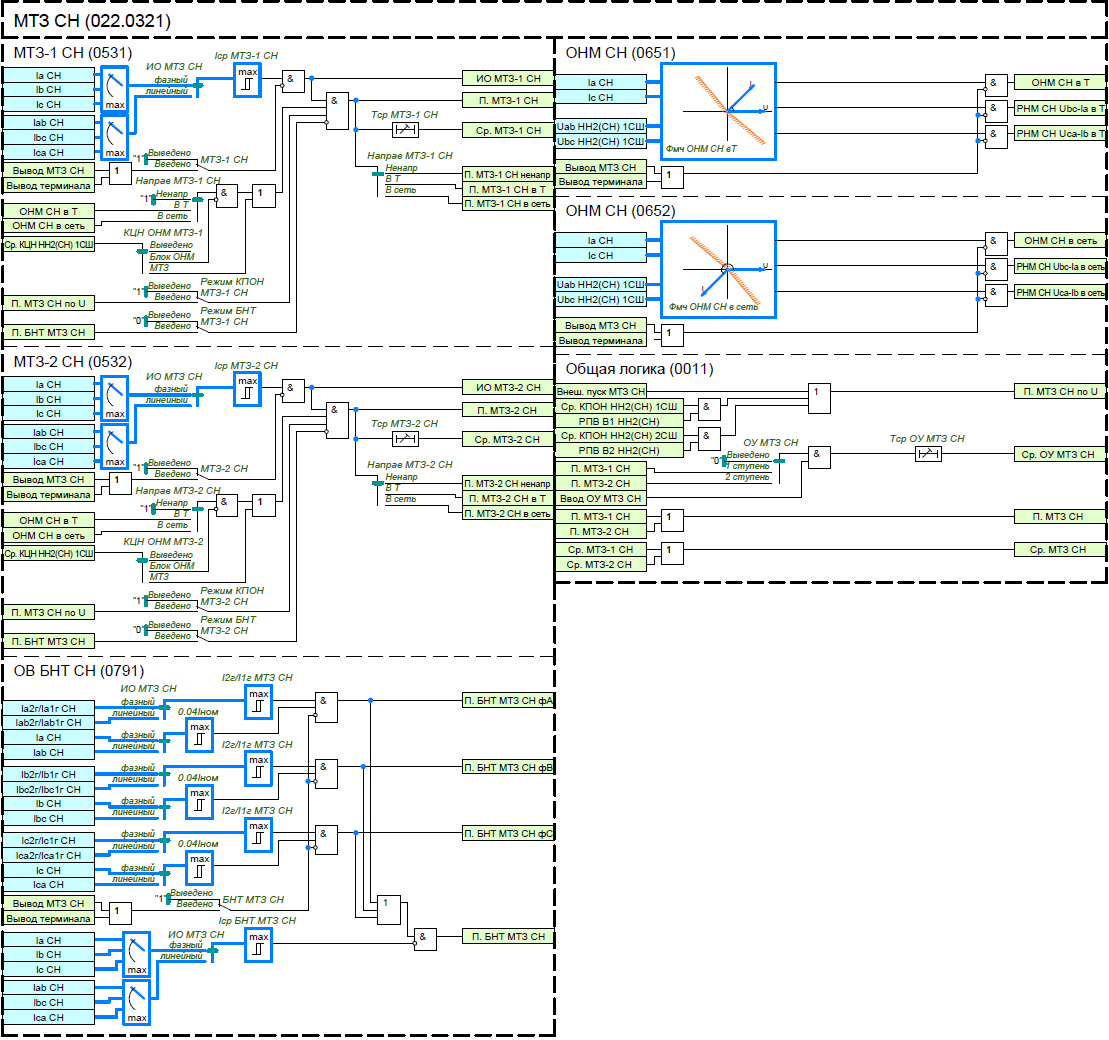 МТЗ СН (022.0321)
МТЗ-1 СН (0531)
Iср МТЗ-1 СН
ИО МТЗ СН
Ia СН
Ib СН
Ic СН
фазный
линейный
max
max
&
ИО МТЗ-1 СН
&
П. МТЗ-1 СН
Iab СН
Ibc СН
Ica СН
max
Тср МТЗ-1 СН
Ср. МТЗ-1 СН
"1"
Выведено
Введено
МТЗ-1 СН
Направ МТЗ-1 СН
Вывод МТЗ СН
Вывод терминала
1
Ненапр
В Т
В сеть
П. МТЗ-1 СН ненапр
П. МТЗ-1 СН в Т
П. МТЗ-1 СН в сеть
Направ МТЗ-1 СН
"1"
Ненапр
В Т
В сеть
&
1
ОНМ СН в Т
ОНМ СН в сеть
КЦН ОНМ МТЗ-1
Ср. КЦН НН2(СН) 1СШ
Выведено
Блок ОНМ
МТЗ
"1"
Выведено
Введено
Режим КПОН
МТЗ-1 СН
П. МТЗ СН по U
"0"
Выведено
Введено
Режим БНТ
МТЗ-1 СН
П. БНТ МТЗ СН
МТЗ-2 СН (0532)
Iср МТЗ-2 СН
ИО МТЗ СН
Ia СН
Ib СН
Ic СН
фазный
линейный
max
max
&
ИО МТЗ-2 СН
&
П. МТЗ-2 СН
Iab СН
Ibc СН
Ica СН
max
Тср МТЗ-2 СН
Ср. МТЗ-2 СН
"1"
Выведено
Введено
МТЗ-2 СН
Направ МТЗ-2 СН
Вывод МТЗ СН
Вывод терминала
1
Ненапр
В Т
В сеть
П. МТЗ-2 СН ненапр
П. МТЗ-2 СН в Т
П. МТЗ-2 СН в сеть
Направ МТЗ-2 СН
"1"
Ненапр
В Т
В сеть
&
1
ОНМ СН в Т
ОНМ СН в сеть
КЦН ОНМ МТЗ-2
Ср. КЦН НН2(СН) 1СШ
Выведено
Блок ОНМ
МТЗ
"1"
Выведено
Введено
Режим КПОН
МТЗ-2 СН
П. МТЗ СН по U
"0"
Выведено
Введено
Режим БНТ
МТЗ-2 СН
П. БНТ МТЗ СН
ОВ БНТ СН (0791)
I2г/I1г МТЗ СН
ИО МТЗ СН
Ia2г/Ia1г СН
Iab2г/Iab1г СН
Ia СН
Iab СН
фазный
линейный
0.04Iном
фазный
линейный
max
max
&
П. БНТ МТЗ СН фА
I2г/I1г МТЗ СН
Ib2г/Ib1г СН
Ibc2г/Ibc1г СН
Ib СН
Ibc СН
фазный
линейный
0.04Iном
фазный
линейный
max
max
&
П. БНТ МТЗ СН фВ
I2г/I1г МТЗ СН
Ic2г/Ic1г СН
Ica2г/Ica1г СН
Ic СН
Ica СН
фазный
линейный
0.04Iном
фазный
линейный
max
max
&
П. БНТ МТЗ СН фС
"1"
Выведено
Введено
БНТ МТЗ СН
Вывод МТЗ СН
Вывод терминала
1
1
Iср БНТ МТЗ СН
ИО МТЗ СН
Ia СН
Ib СН
Ic СН
фазный
линейный
max
max
&
П. БНТ МТЗ СН
Iab СН
Ibc СН
Ica СН
max
ОНМ СН (0651)
Ia СН
Ic СН
Uab НН2(СН) 1СШ
Ubc НН2(СН) 1СШ
I
U
Фмч ОНМ СН вТ
&
&
&
ОНМ СН в Т
РНМ СН Ubc-Ia в Т
РНМ СН Uca-Ib в Т
Вывод МТЗ СН
Вывод терминала
1
ОНМ СН (0652)
Ia СН
Ic СН
Uab НН2(СН) 1СШ
Ubc НН2(СН) 1СШ
I
U
Фмч ОНМ СН в сеть
&
&
&
ОНМ СН в сеть
РНМ СН Ubc-Ia в сеть
РНМ СН Uca-Ib в сеть
Вывод МТЗ СН
Вывод терминала
1
Общая логика (0011)
Внеш. пуск МТЗ СН
Ср. КПОН НН2(СН) 1СШ
РПВ В1 НН2(СН)
Ср. КПОН НН2(СН) 2СШ
РПВ В2 НН2(СН)
&
&
1
П. МТЗ СН по U
ОУ МТЗ СН
"0"
Выведено
1 ступень
2 ступень
П. МТЗ-1 СН
П. МТЗ-2 СН
Ввод ОУ МТЗ СН
&
Тср ОУ МТЗ СН
Ср. ОУ МТЗ СН
П. МТЗ-1 СН
П. МТЗ-2 СН
1
П. МТЗ СН
Ср. МТЗ-1 СН
Ср. МТЗ-2 СН
1
Ср. МТЗ СН